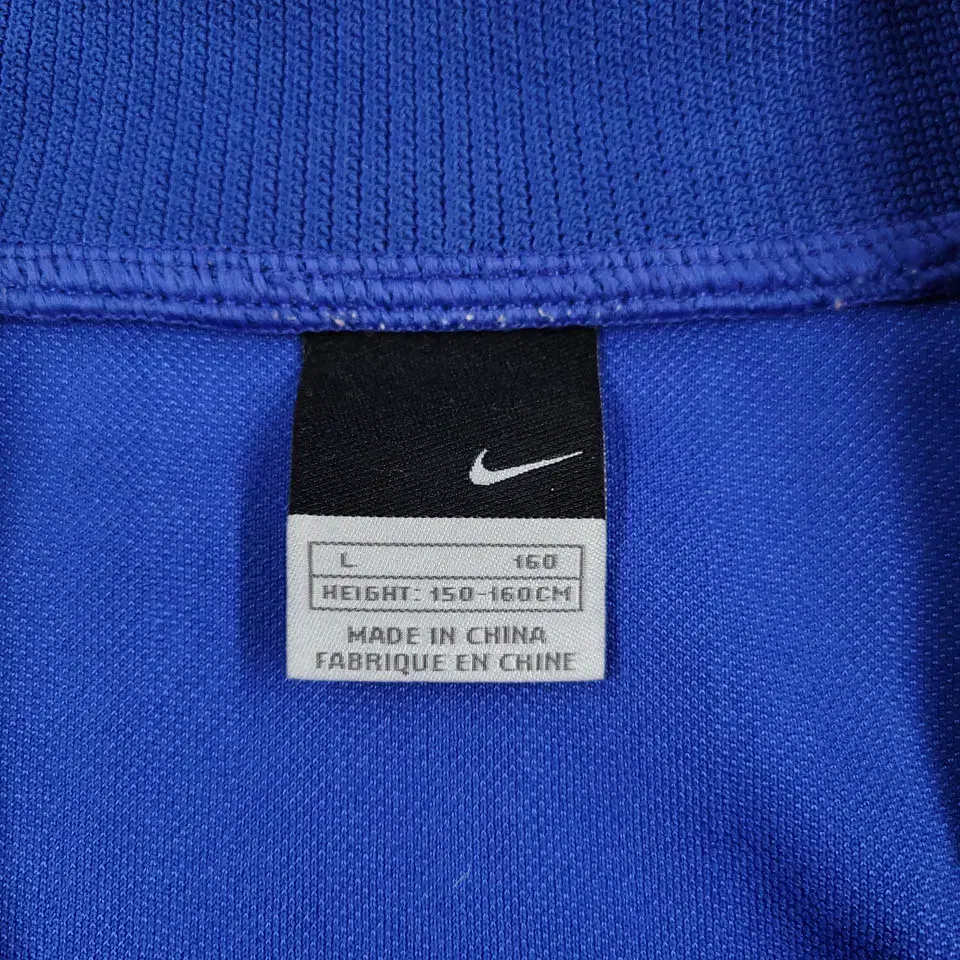 L 160
HEIGHT: 150-160CM
MADE IN CHINA
FABRIQUE EN CHINE